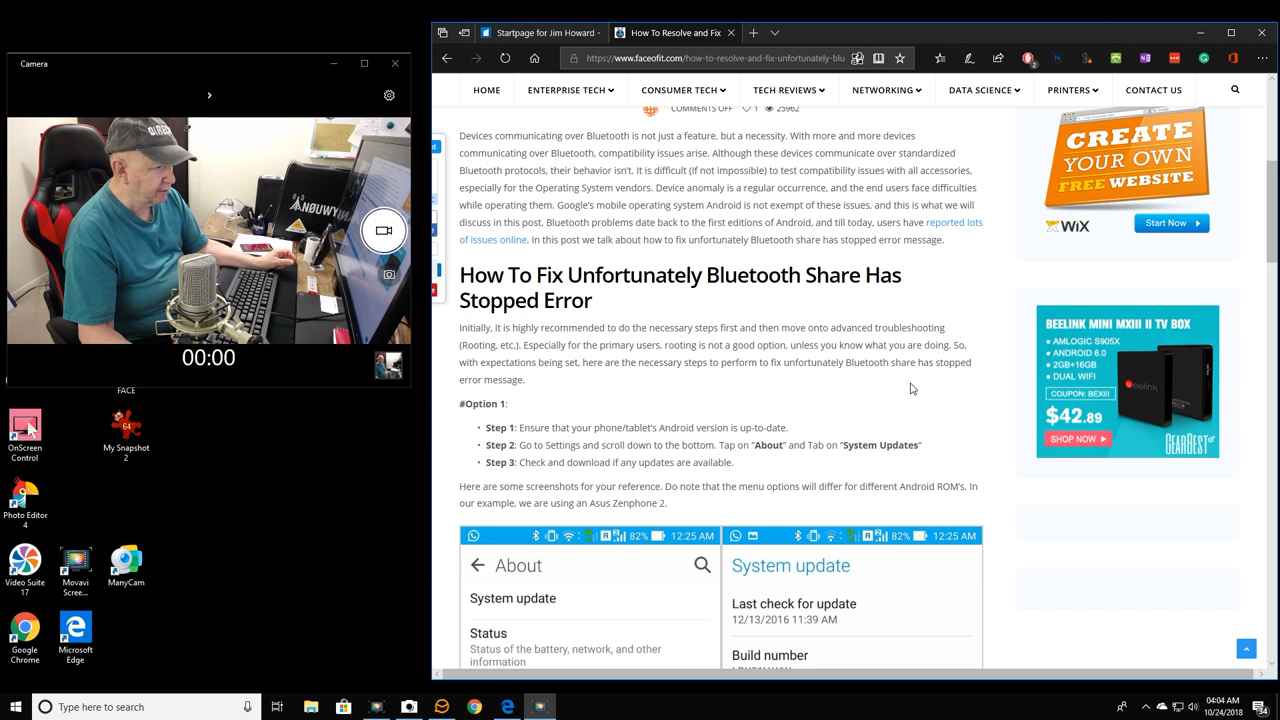 Camera
00:00
FACE
OnScreen
Control
My Snapshot
2
Photo Editor
4
Video Suite
17
Movavi
Scree...
ManyCam
Google
Chrome
Microsoft
Edge
Startpage for Jim Howard -
How To Resolve and Fix
https://www.faceofit.com/how-to-resolve-and-fix-unfortunately-blu
HOME
ENTERPRISE TECH
CONSUMER TECH
TECH REVIEWS
NETWORKING
DATA SCIENCE
PRINTERS
CONTACT US
COMMENTS OFF 1 25962
Devices communicating over Bluetooth is not just a feature, but a necessity. With more and more devices
communicating over Bluetooth, compatibility issues arise. Although these devices communicate over standardized
Bluetooth protocols, their behavior isn't. It is difficult (If not impossible) to test compatibility issues with all accessories,
especially for the Operating System vendors. Device anomaly is a regular occurrence, and the end users face difficulties
while operating them. Google's mobile operating system Android is not exempt of these issues, and this is what we will
discuss in this post. Bluetooth problems date back to the first editions of Android, and till today, users have reported lots
of issues online. In this post we talk about how to fix unfortunately Bluetooth share has stopped error message.
How To Fix Unfortunately Bluetooth Share Has
Stopped Error
Initially, it is highly recommended to do the necessary steps first and then move onto advanced troubleshooting
(Rooting, etc.). Especially for the primary users, rooting is not a good option, unless you know what you are doing. So,
with expectations being set, here are the necessary steps to perform to fix unfortunately Bluetooth share has stopped
error message.
#Option 1:
• Step 1: Ensure that your phone/tablet's Android version is up-to-date.
• Step 2: Go to Settings and scroll down to the bottom. Tap on "About" and Tab on "System Updates"
• Step 3: Check and download if any updates are available.
Here are some screenshots for your reference. Do note that the menu options will differ for different Android ROM's. In
our example, we are using an Asus Zenphone 2.
82% 12:25 AM
About
System update
Status
Status of the battery, network, and other
information
82% 12:25 AM
System update
Last check for update
12/13/2016 11:39 AM
Build number
CREATE
YOUR OWN
FREE WEBSITE
WIX
Start Now
BEELINK MINI MXIII II TV BOX
AMLOGIC S905X
ANDROID 6.0
2GB+16GB
DUAL WIFI
COUPON: BEXIII
$42.89
SHOP NOW
GEARBEST
Type here to search
04:04 AM
10/24/2018
34